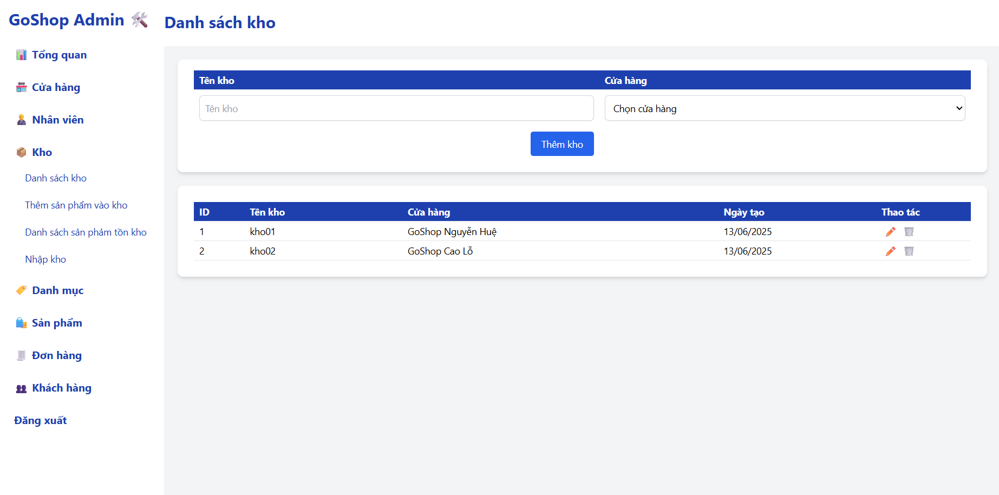 GoShop Admin
Danh sách kho
Tổng quan
Cửa hàng
Nhân viên
Kho
Danh sách kho
Thêm sản phẩm vào kho
Danh sách sản phảm tồn kho
Nhập kho
Danh mục
Sản phẩm
Đơn hàng
Khách hàng
Đăng xuất
Tên kho Cửa hàng
Tên kho Chọn cửa hàng
Thêm kho
ID Tên kho Cửa hàng Ngày tạo Thao tác
1 kho01 GoShop Nguyễn Huệ 13/06/2025
2 kho02 GoShop Cao Lỗ 13/06/2025